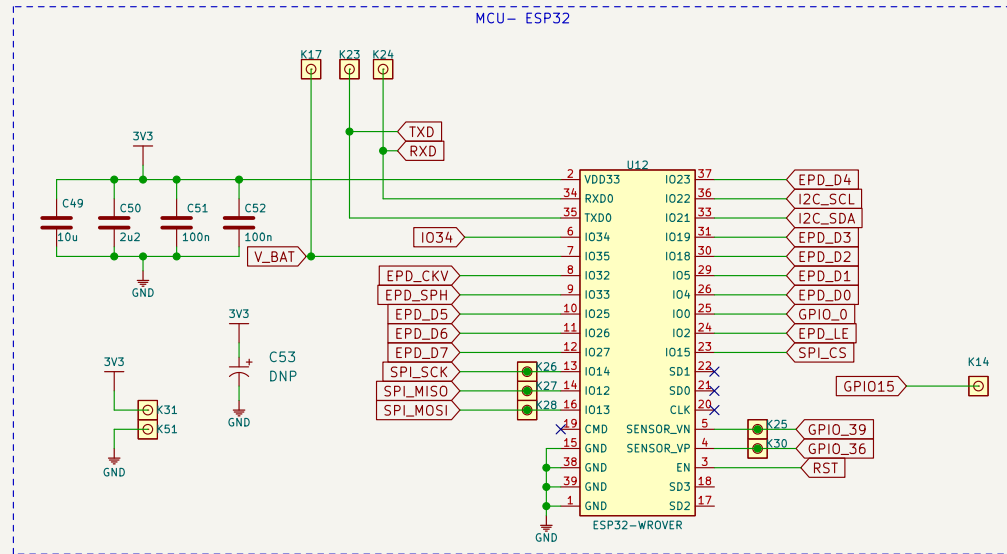 MCU- ESP32
K17 K23 K24
TXD
RXD
3V3
C49 10u
C50 2u2
C51 100n
C52 100n
GND
V_BAT
IO34
EPD_CKV
EPD_SPH
EPD_D5
EPD_D6
EPD_D7
SPI_SCK K26
SPI_MISO K27
SPI_MOSI K28
3V3
C53
DNP
GND
3V3
K31
K51
GND
U12
2 VDD33 IO23 37 EPD_D4
34 RXD0 IO22 36 I2C_SCL
35 TXD0 IO21 33 I2C_SDA
6 IO34 IO19 31 EPD_D3
7 IO35 IO18 30 EPD_D2
8 IO32 IO5 29 EPD_D1
9 IO33 IO4 26 EPD_D0
10 IO25 IO0 25 GPIO_0
11 IO26 IO2 24 EPD_LE
12 IO27 IO15 23 SPI_CS
13 IO14 SD1 22
14 IO12 SD0 21
16 IO13 CLK 20
19 CMD SENSOR_VN 5 K25 GPIO_39
15 GND SENSOR_VP 4 K30 GPIO_36
38 GND EN 3 RST
39 GND SD3 18
1 GND SD2 17
ESP32-WROVER
GND
K14
GPIO15